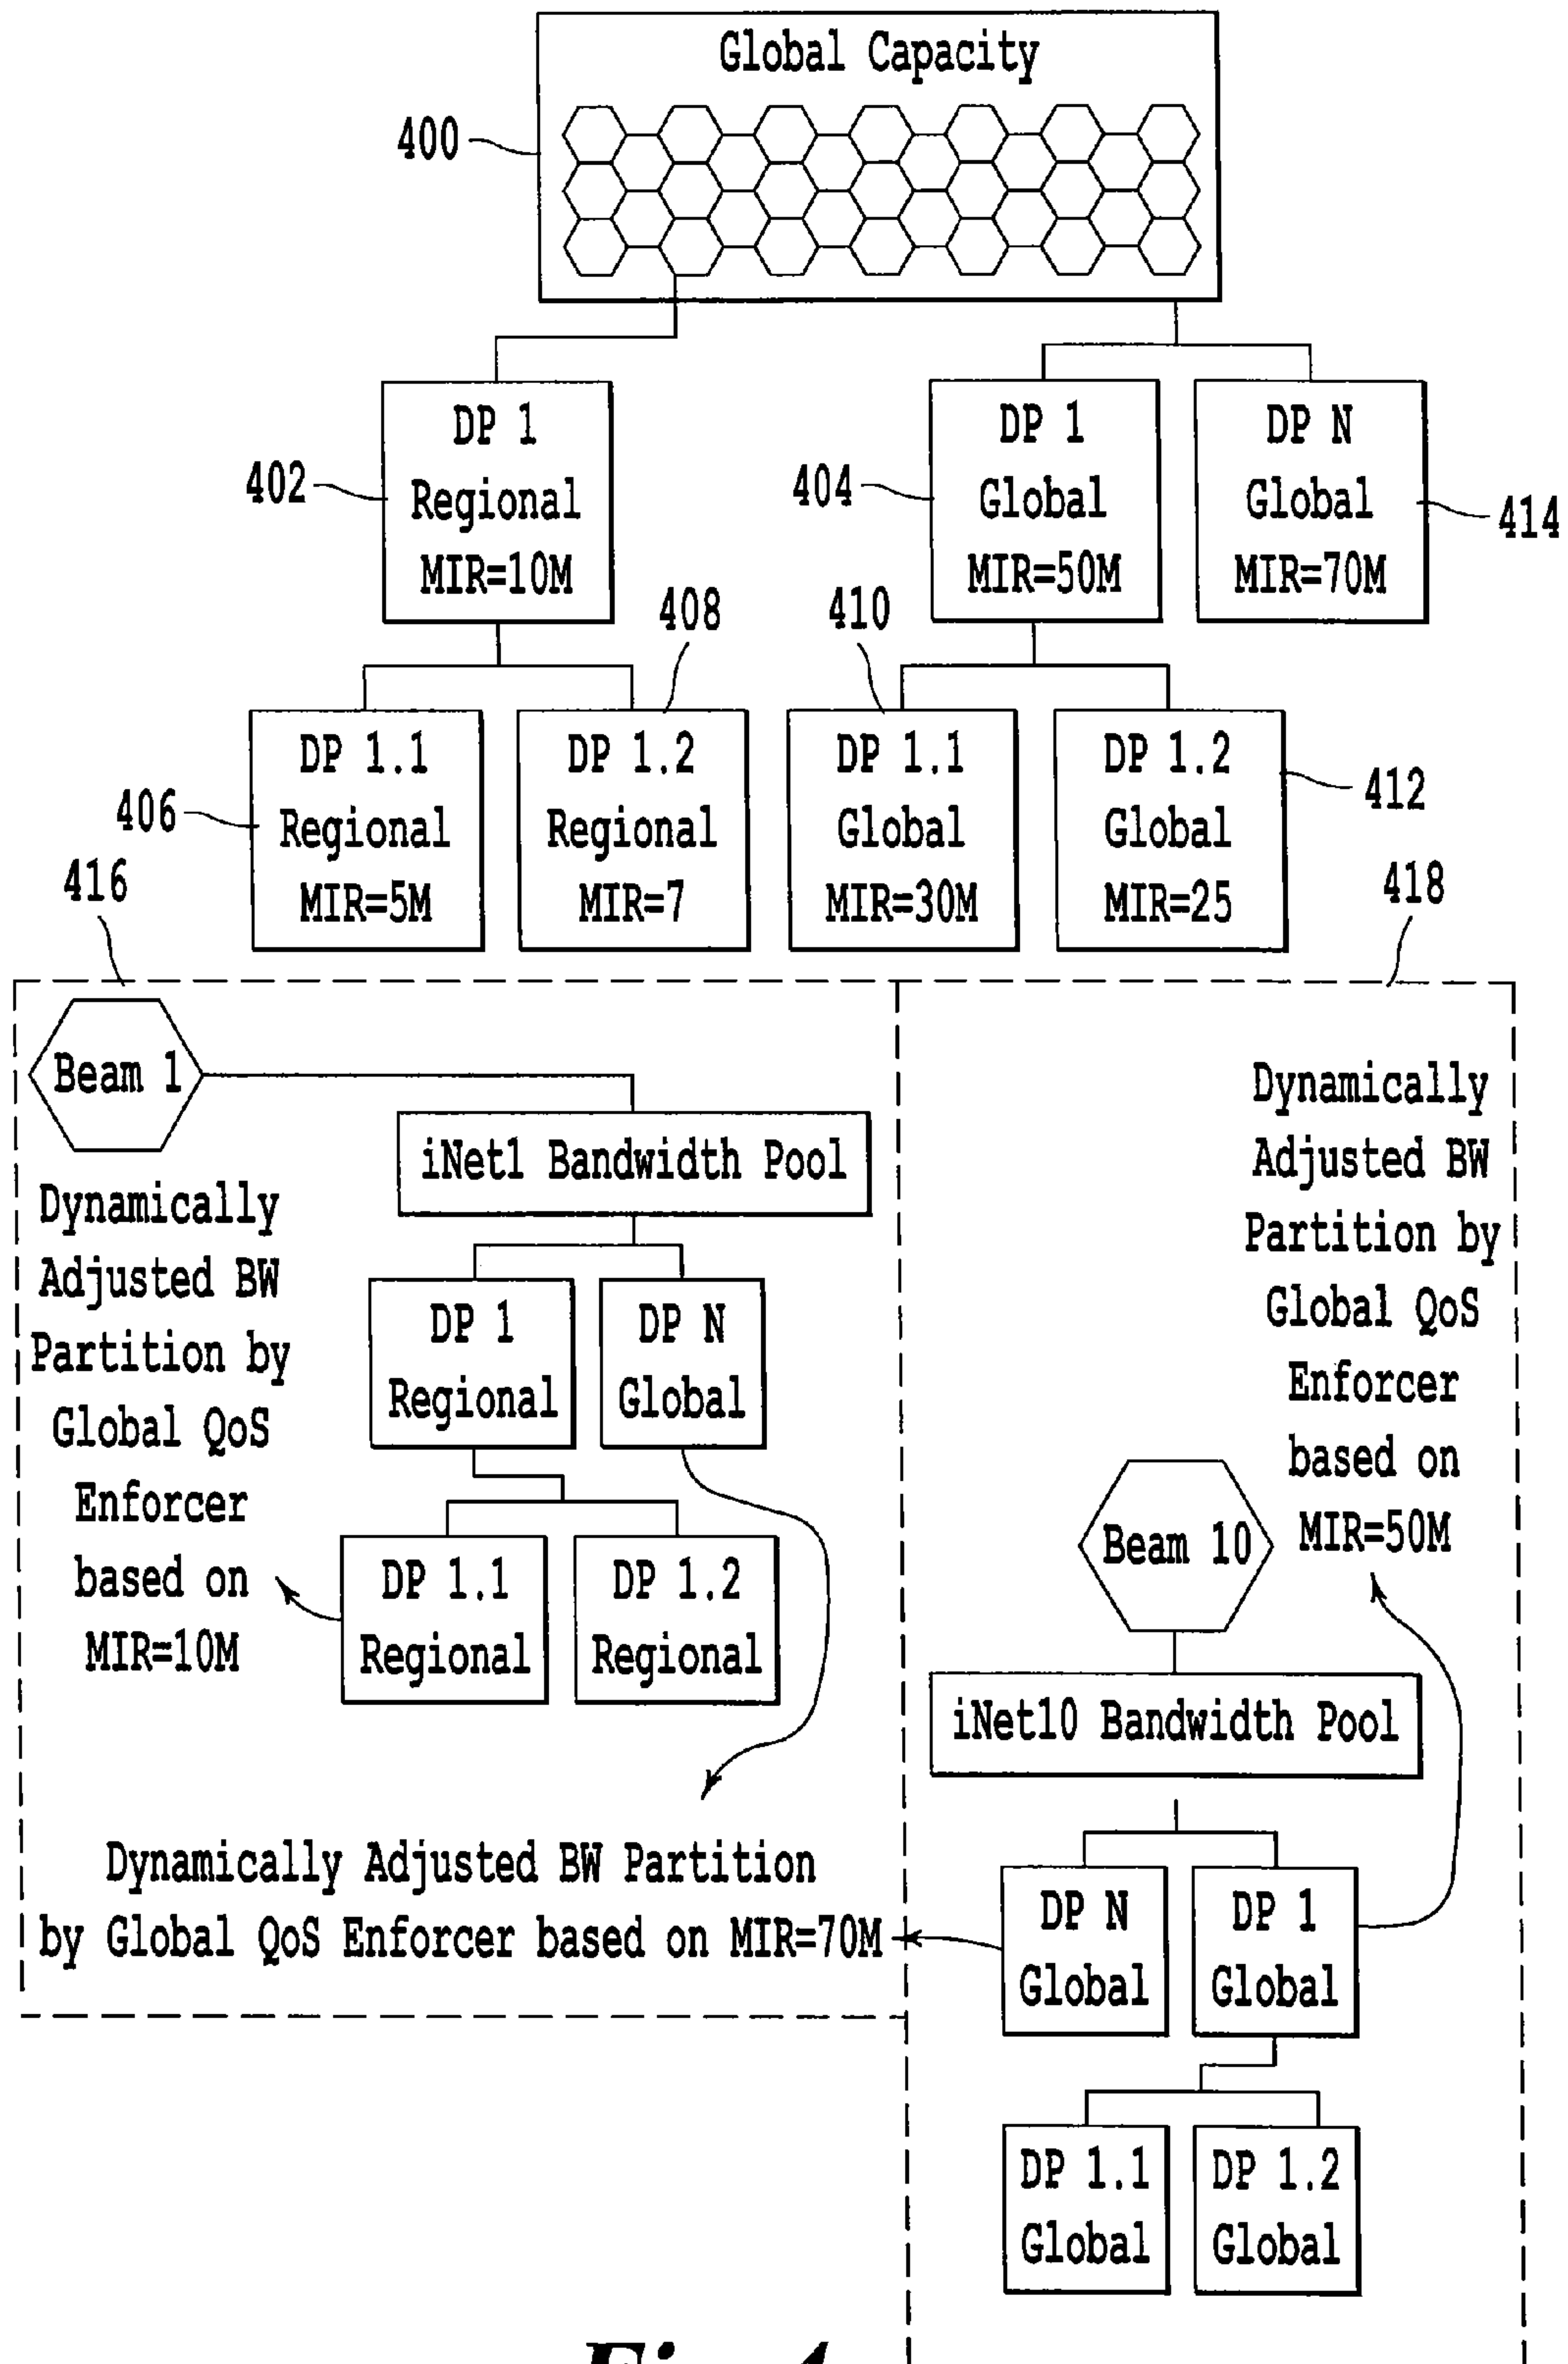 Global Capacity
400
DP 1
Regional
MIR=10M
402
DP 1
Global
MIR=50M
404
DP N
Global
MIR=70M
414
408
410
DP 1.1
Regional
MIR=5M
406
DP 1.2
Regional
MIR=7
DP 1.1
Global
MIR=30M
DP 1.2
Global
MIR=25
412
416
418
Beam 1
iNet1 Bandwidth Pool
Dynamically
Adjusted BW
Partition by
Global QoS
Enforcer
based on
MIR=10M
DP 1
Regional
DP N
Global
DP 1.1
Regional
DP 1.2
Regional
Dynamically Adjusted BW Partition
by Global QoS Enforcer based on MIR=70M
Dynamically
Adjusted BW
Partition by
Global QoS
Enforcer
based on
MIR=50M
Beam 10
iNet10 Bandwidth Pool
DP N
Global
DP 1
Global
DP 1.1
Global
DP 1.2
Global